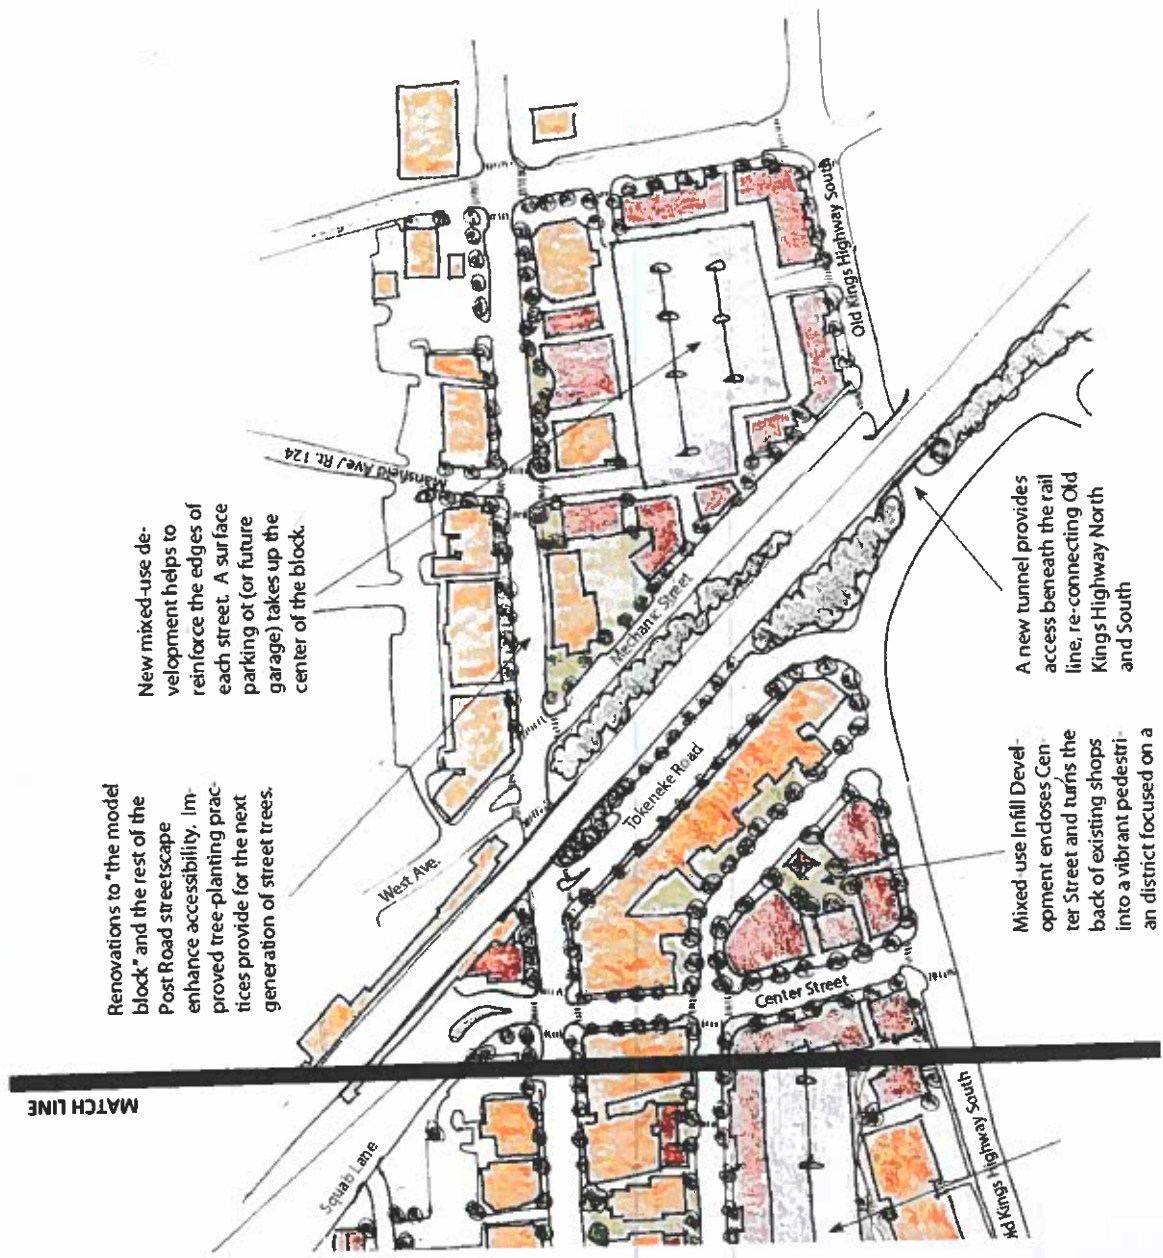 New mixed-use de-
velopment helps to
reinforce the edges of
each street. A surface
parking ot (or future
garage) takes up the
center of the block.
Renovations to "the model
block" and the rest of the
Post Road streetscape
enhance accessibility. Im-
proved tree-planting prac-
tices provide for the next
generation of street trees.
A new tunnel provides
access beneath the rail
line, re-connecting Old
Kings Highway North
and South
Mixed-use Infill Devel-
opment encloses Cen-
ter Street and turns the
back of existing shops
into a vibrant pedestri-
an district focused on a
Mansfield Ave./ Rt. 124
Old Kings Highway South
Mechanic Street
Tokeneke Road
West Ave.
Center Street
MATCH LINE
Squab Lane
ld Kings Highway South